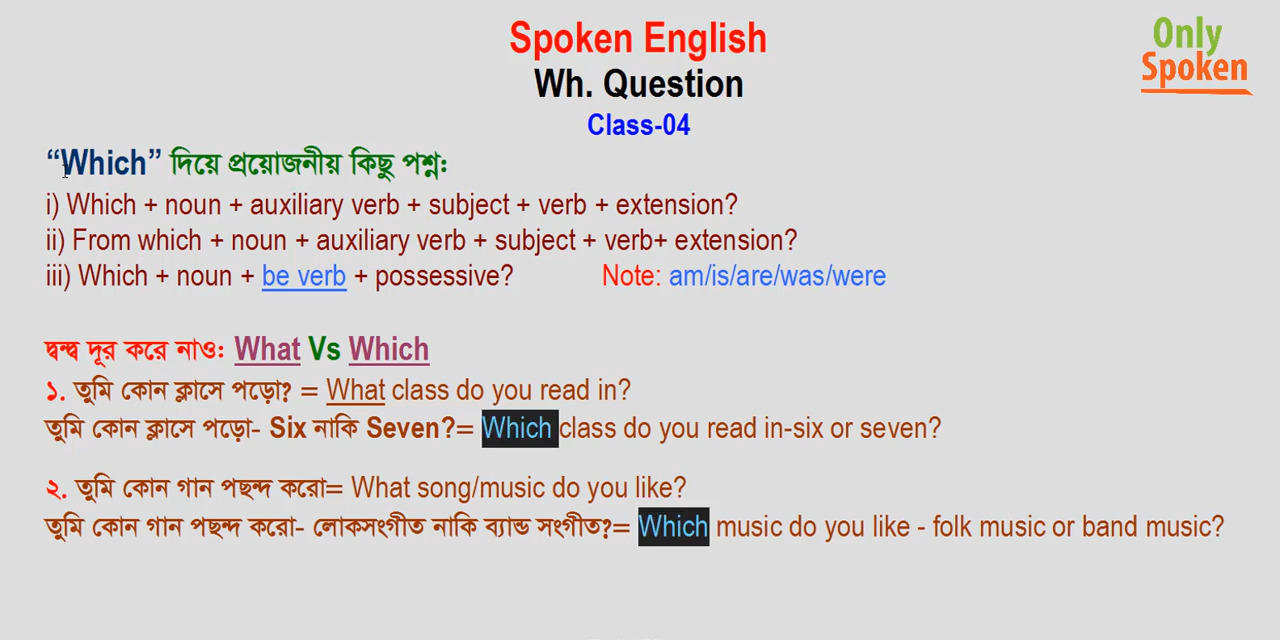 Spoken English
Only
Spoken
Wh. Question
Class-04
“Which” দিয়ে প্রয়োজনীয় কিছু পশ্ন:
i) Which + noun + auxiliary verb + subject + verb + extension?
ii) From which + noun + auxiliary verb + subject + verb+ extension?
iii) Which + noun + be verb + possessive? Note: am/is/are/was/were
দ্বন্দ্ব দূর করে নাও: What Vs Which
১. তুমি কোন ক্লাসে পড়ো? = What class do you read in?
তুমি কোন ক্লাসে পড়ো- Six নাকি Seven?= Which class do you read in-six or seven?
২. তুমি কোন গান পছন্দ করো= What song/music do you like?
তুমি কোন গান পছন্দ করো- লোকসংগীত নাকি ব্যান্ড সংগীত?= Which music do you like - folk music or band music?